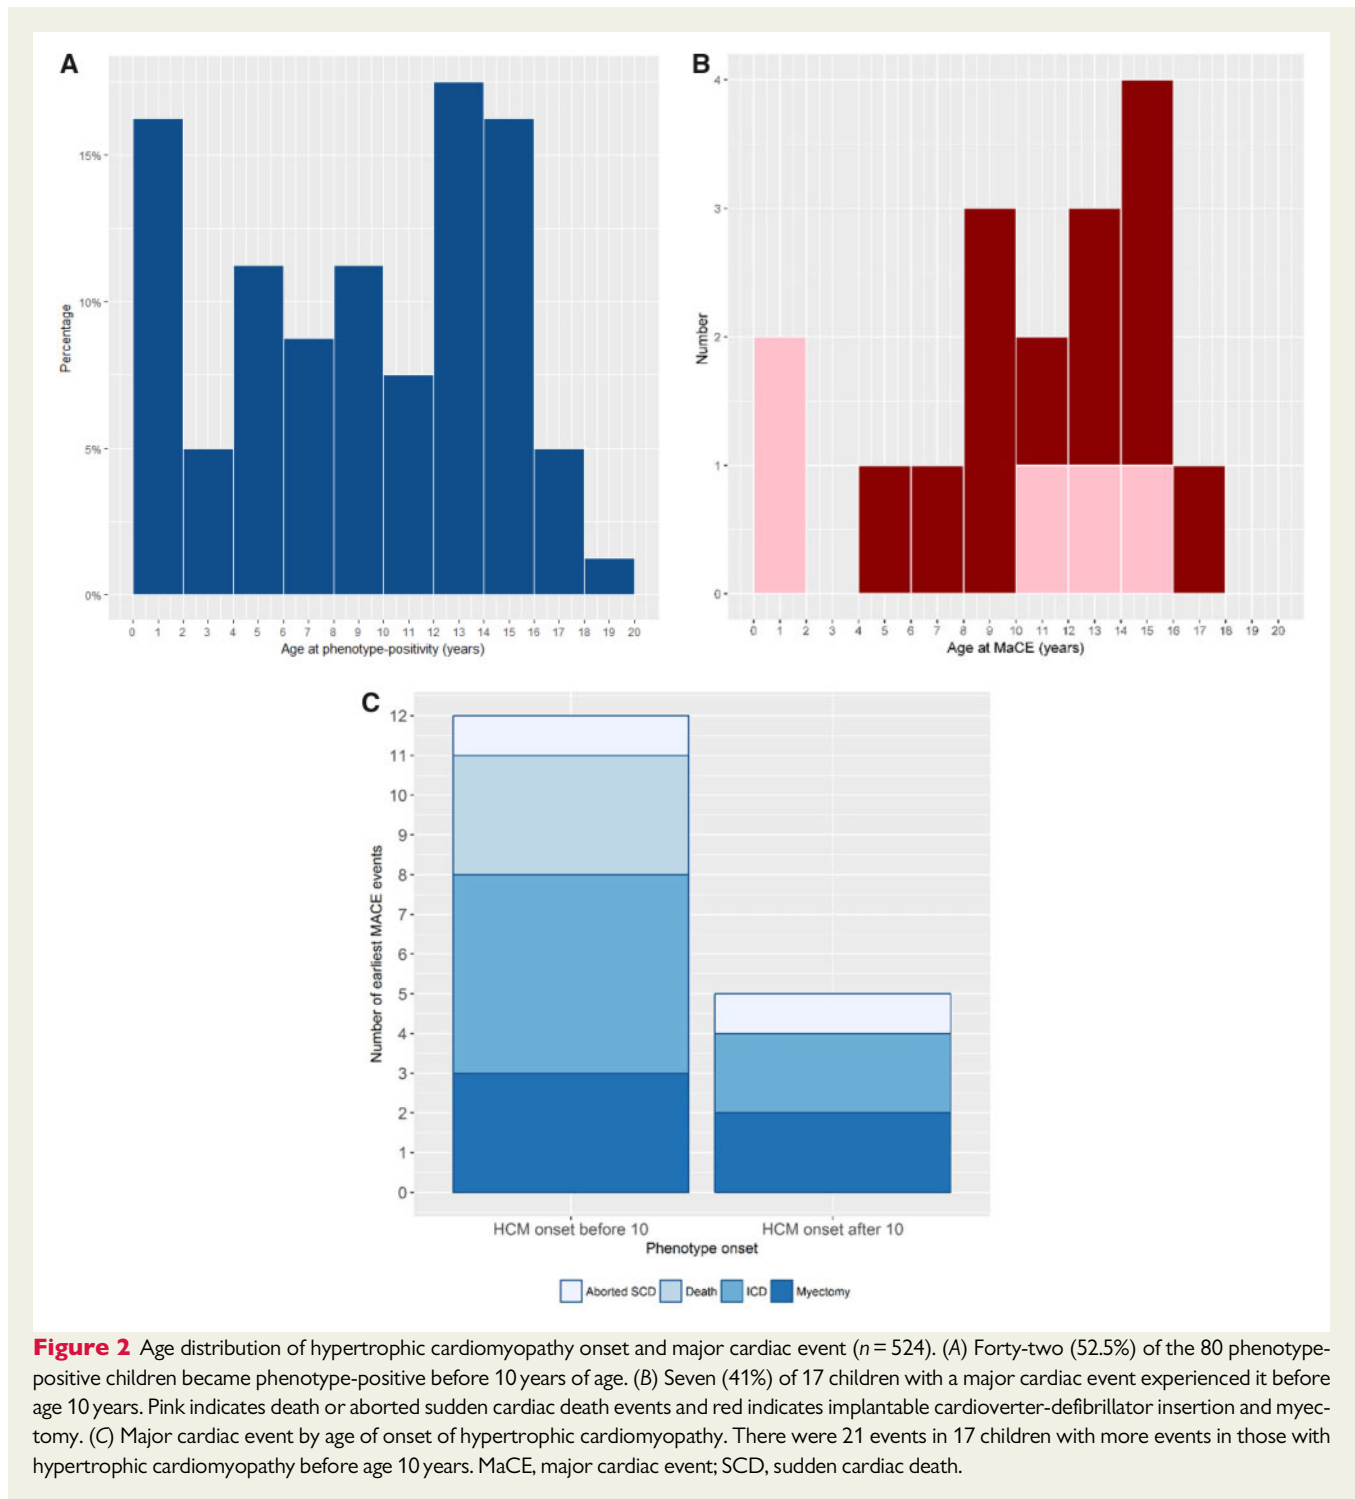 A
15%
10%
5%
0%
Percentage
0 1 2 3 4 5 6 7 8 9 10 11 12 13 14 15 16 17 18 19 20
Age at phenotype-positivity (years)
B
4
3
2
1
0
Number
0 1 2 3 4 5 6 7 8 9 10 11 12 13 14 15 16 17 18 19 20
Age at MaCE (years)
C
12
11
10
9
8
7
6
5
4
3
2
1
0
Number of earliest MACE events
HCM onset before 10 HCM onset after 10
Phenotype onset
Aborted SCD Death ICD Myectomy
Figure 2 Age distribution of hypertrophic cardiomyopathy onset and major cardiac event (n = 524). (A) Forty-two (52.5%) of the 80 phenotype-
positive children became phenotype-positive before 10 years of age. (B) Seven (41%) of 17 children with a major cardiac event experienced it before
age 10 years. Pink indicates death or aborted sudden cardiac death events and red indicates implantable cardioverter-defibrillator insertion and myec-
tomy. (C) Major cardiac event by age of onset of hypertrophic cardiomyopathy. There were 21 events in 17 children with more events in those with
hypertrophic cardiomyopathy before age 10 years. MaCE, major cardiac event; SCD, sudden cardiac death.